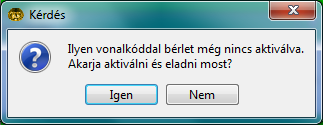 Kérdés
Ilyen vonalkóddal bérlet még nincs aktiválva.
Akarja aktiválni és eladni most?
Igen
Nem